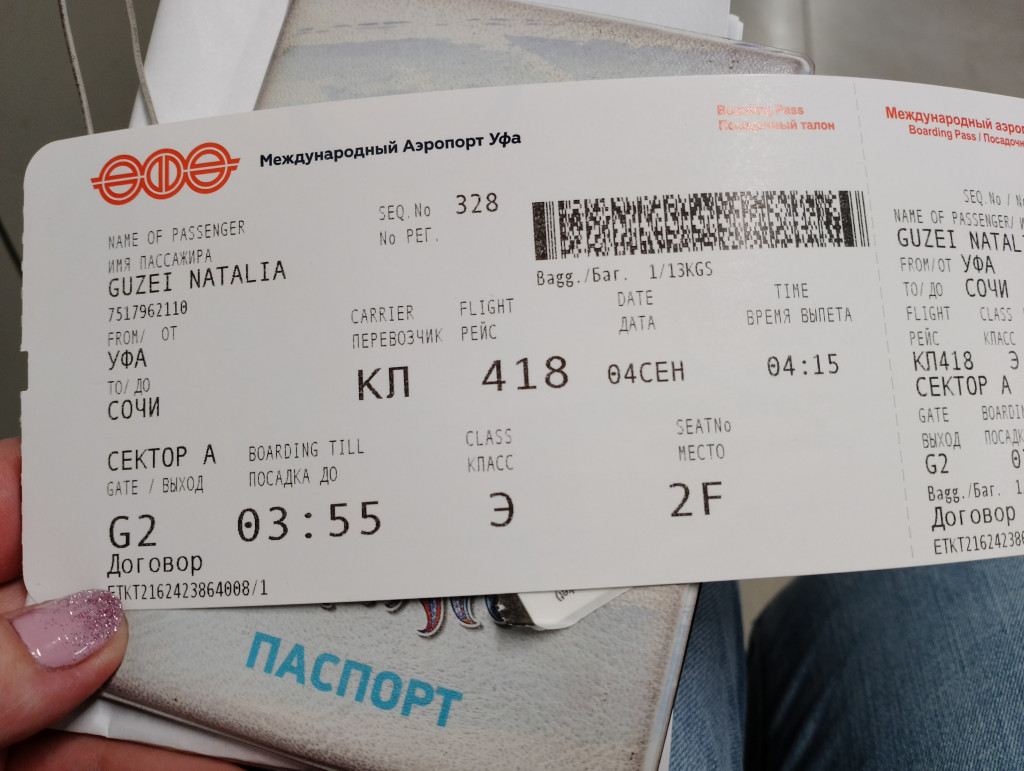 Международный Аэропорт Уфа
Boarding Pass
Посадочный талон
SEQ.No 328
No РЕГ.
NAME OF PASSENGER
ИМЯ ПАССАЖИРА
GUZEI NATALIA
7517962110
Bagg./Баг. 1/13KGS
FROM/ ОТ
УФА
TO/ ДО
СОЧИ
CARRIER
ПЕРЕВОЗЧИК
КЛ
FLIGHT
РЕЙС
418
DATE
ДАТА
04СЕН
TIME
ВРЕМЯ ВЫЛЕТА
04:15
СЕКТОР А
GATE / ВЫХОД
G2
BOARDING TILL
ПОСАДКА ДО
03:55
CLASS
КЛАСС
Э
SEATNo
МЕСТО
2F
Договор
ETKT2162423864008/1
Международный
Boarding Pass /
SEQ.No /
NAME OF PASSENGER/
GUZEI
FROM/ОТ УФА
TO/ ДО СОЧИ
FLIGHT CLASS
РЕЙС КЛАСС
КЛ418 Э
СЕКТОР А
GATE
ВЫХОД
G2
Bagg./Баг.
Договор
ПАСПОРТ